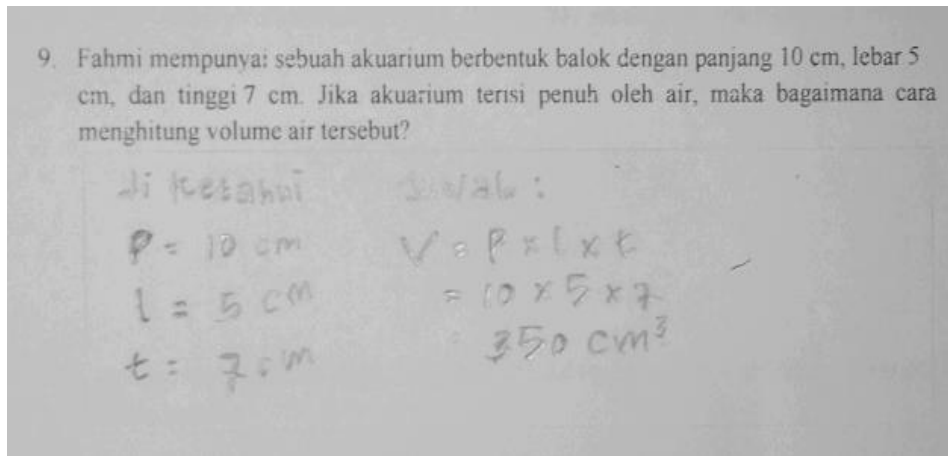 9. Fahmi mempunyai sebuah akuarium berbentuk balok dengan panjang 10 cm, lebar 5
cm, dan tinggi 7 cm. Jika akuarium terisi penuh oleh air, maka bagaimana cara
menghitung volume air tersebut?
di ketahui
Jawab :
P = 10 cm
V = P x l x t
l = 5 cm
= 10 x 5 x 7
t = 7 cm
= 350 cm³